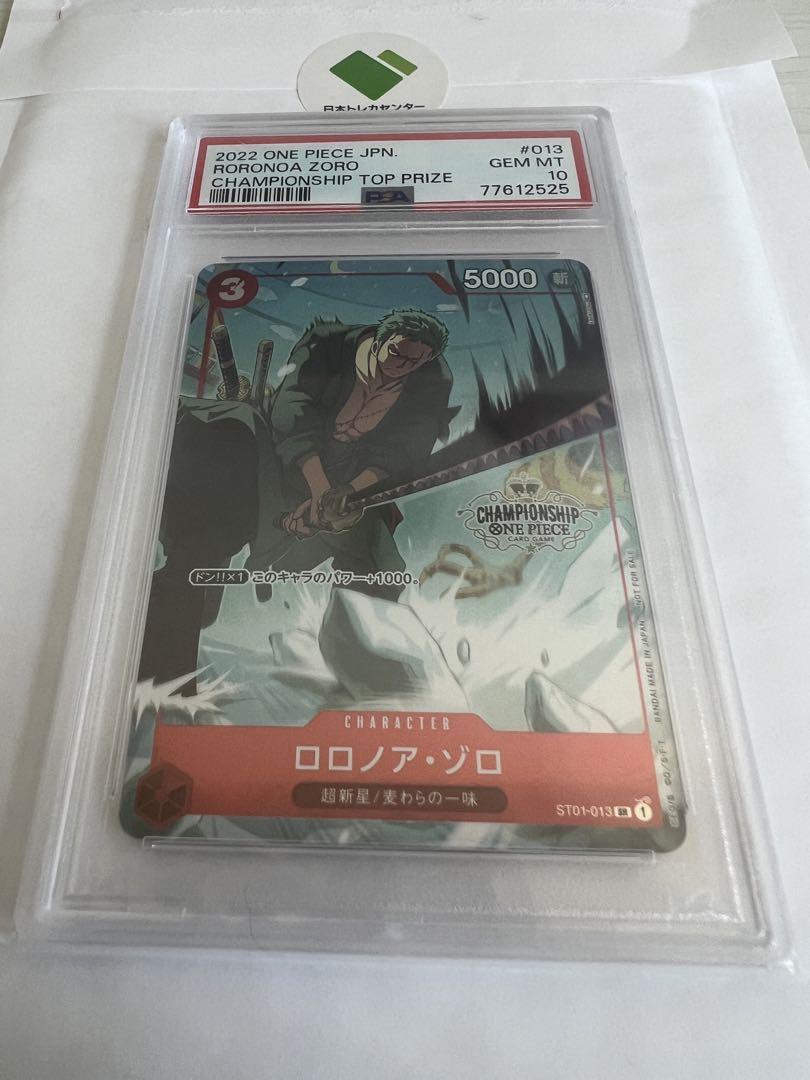 日本トレカセンター
2022 ONE PIECE JPN.
#013
RORONOA ZORO
GEM MT
CHAMPIONSHIP TOP PRIZE
10
PSA
77612525
3
5000
斬
CHAMPIONSHIP
ONE PIECE
CARD GAME
ドン!!×1 このキャラのパワー+1000。
BANDAI MADE IN JAPAN
NOT FOR SALE
CHARACTER
ロロノア・ゾロ
超新星/麦わらの一味
ST01-013
1